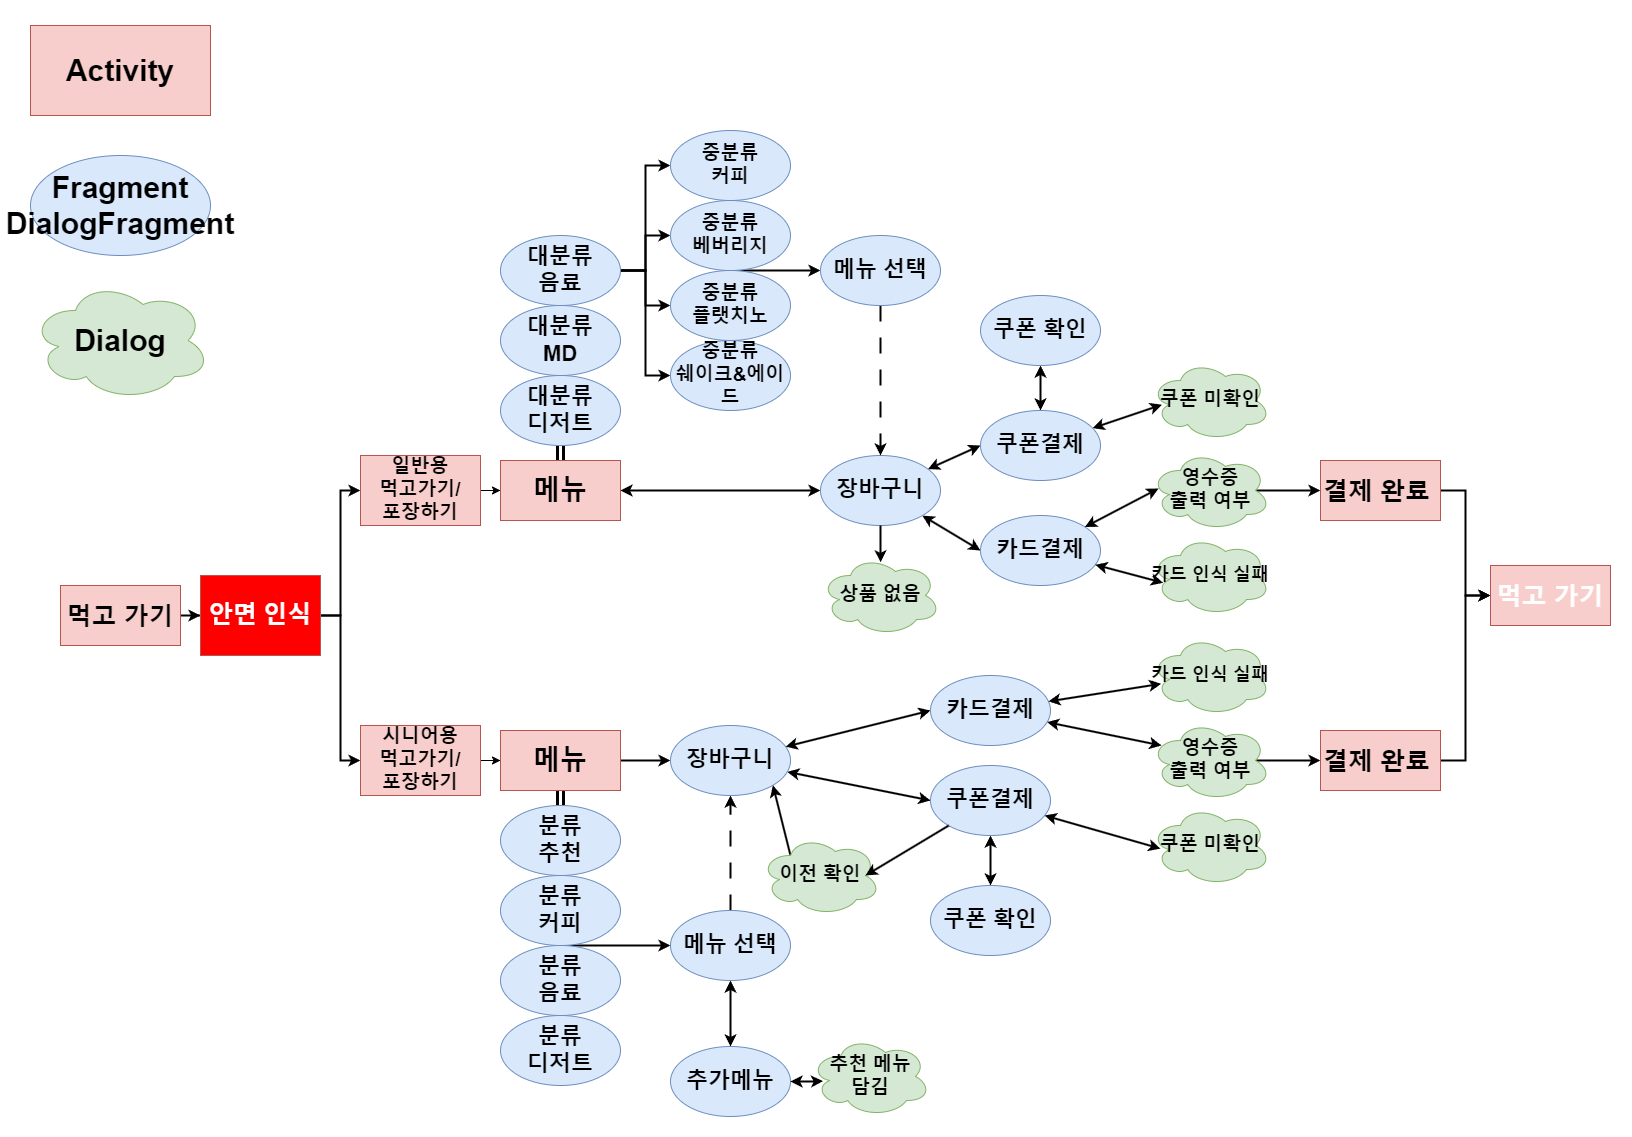 Activity
Fragment
DialogFragment
Dialog
중분류
커피
중분류
베버리지
중분류
플랫치노
중분류
쉐이크&에이
드
대분류
음료
대분류
MD
대분류
디저트
메뉴 선택
쿠폰 확인
쿠폰결제
쿠폰 미확인
일반용
먹고가기/
포장하기
메뉴
장바구니
영수증
출력 여부
결제 완료
카드결제
카드 인식 실패
상품 없음
먹고 가기
안면 인식
먹고 가기
시니어용
먹고가기/
포장하기
메뉴
장바구니
카드결제
카드 인식 실패
영수증
출력 여부
결제 완료
쿠폰결제
쿠폰 미확인
이전 확인
쿠폰 확인
분류
추천
분류
커피
분류
음료
분류
디저트
메뉴 선택
추가메뉴
추천 메뉴
담김